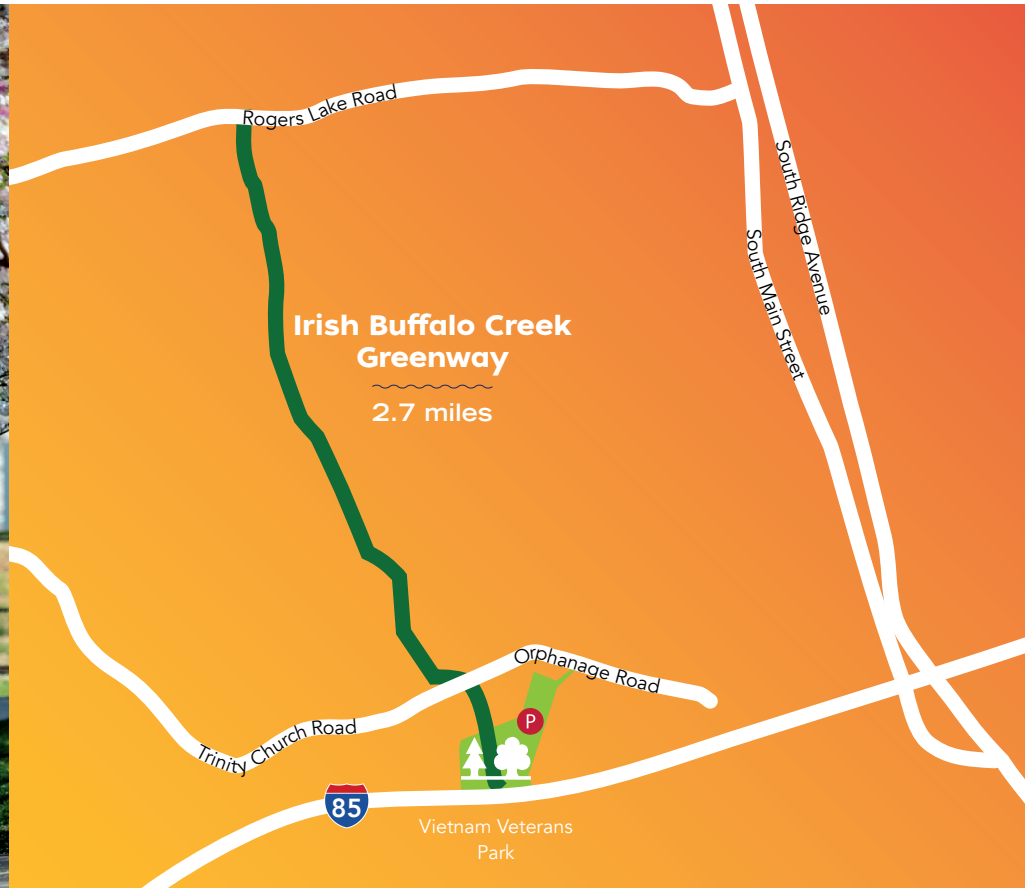 Rogers Lake Road
South Ridge Avenue
South Main Street
Irish Buffalo Creek
Greenway
2.7 miles
Orphanage Road
P
Trinity Church Road
85
Vietnam Veterans
Park